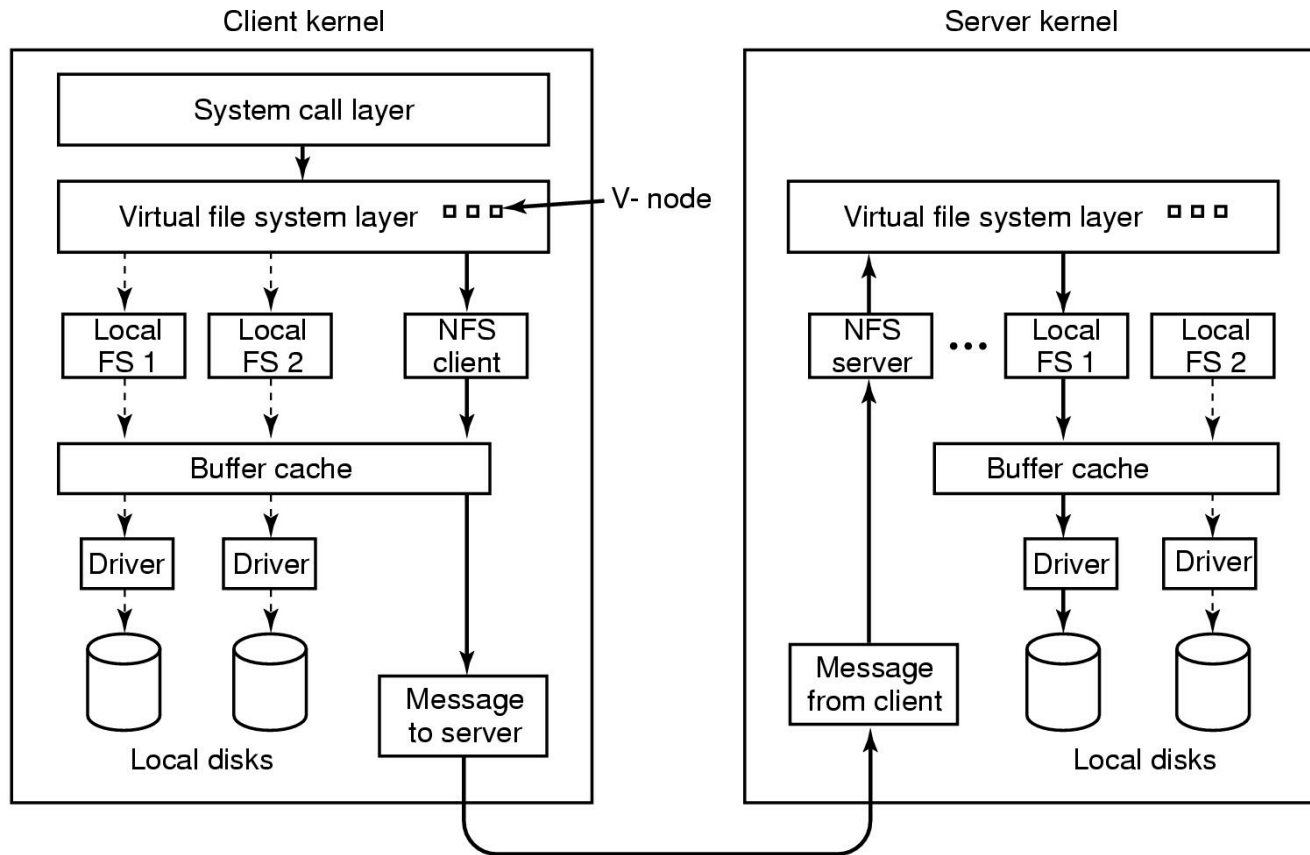 Client kernel
System call layer
Virtual file system layer
V- node
Local
FS 1
Local
FS 2
NFS
client
Buffer cache
Driver
Driver
Message
to server
Local disks
Server kernel
Virtual file system layer
NFS
server
Local
FS 1
Local
FS 2
Buffer cache
Driver
Driver
Message
from client
Local disks